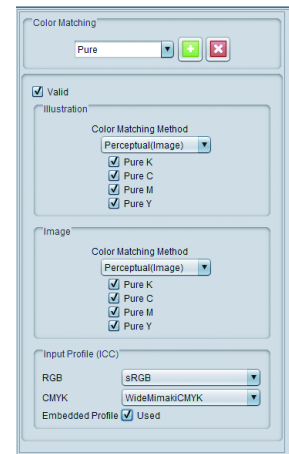 Color Matching
Pure
Valid
Illustration
Color Matching Method
Perceptual(Image)
Pure K
Pure C
Pure M
Pure Y
Image
Color Matching Method
Perceptual(Image)
Pure K
Pure C
Pure M
Pure Y
Input Profile (ICC)
RGB sRGB
CMYK WideMimakiCMYK
Embedded Profile Used